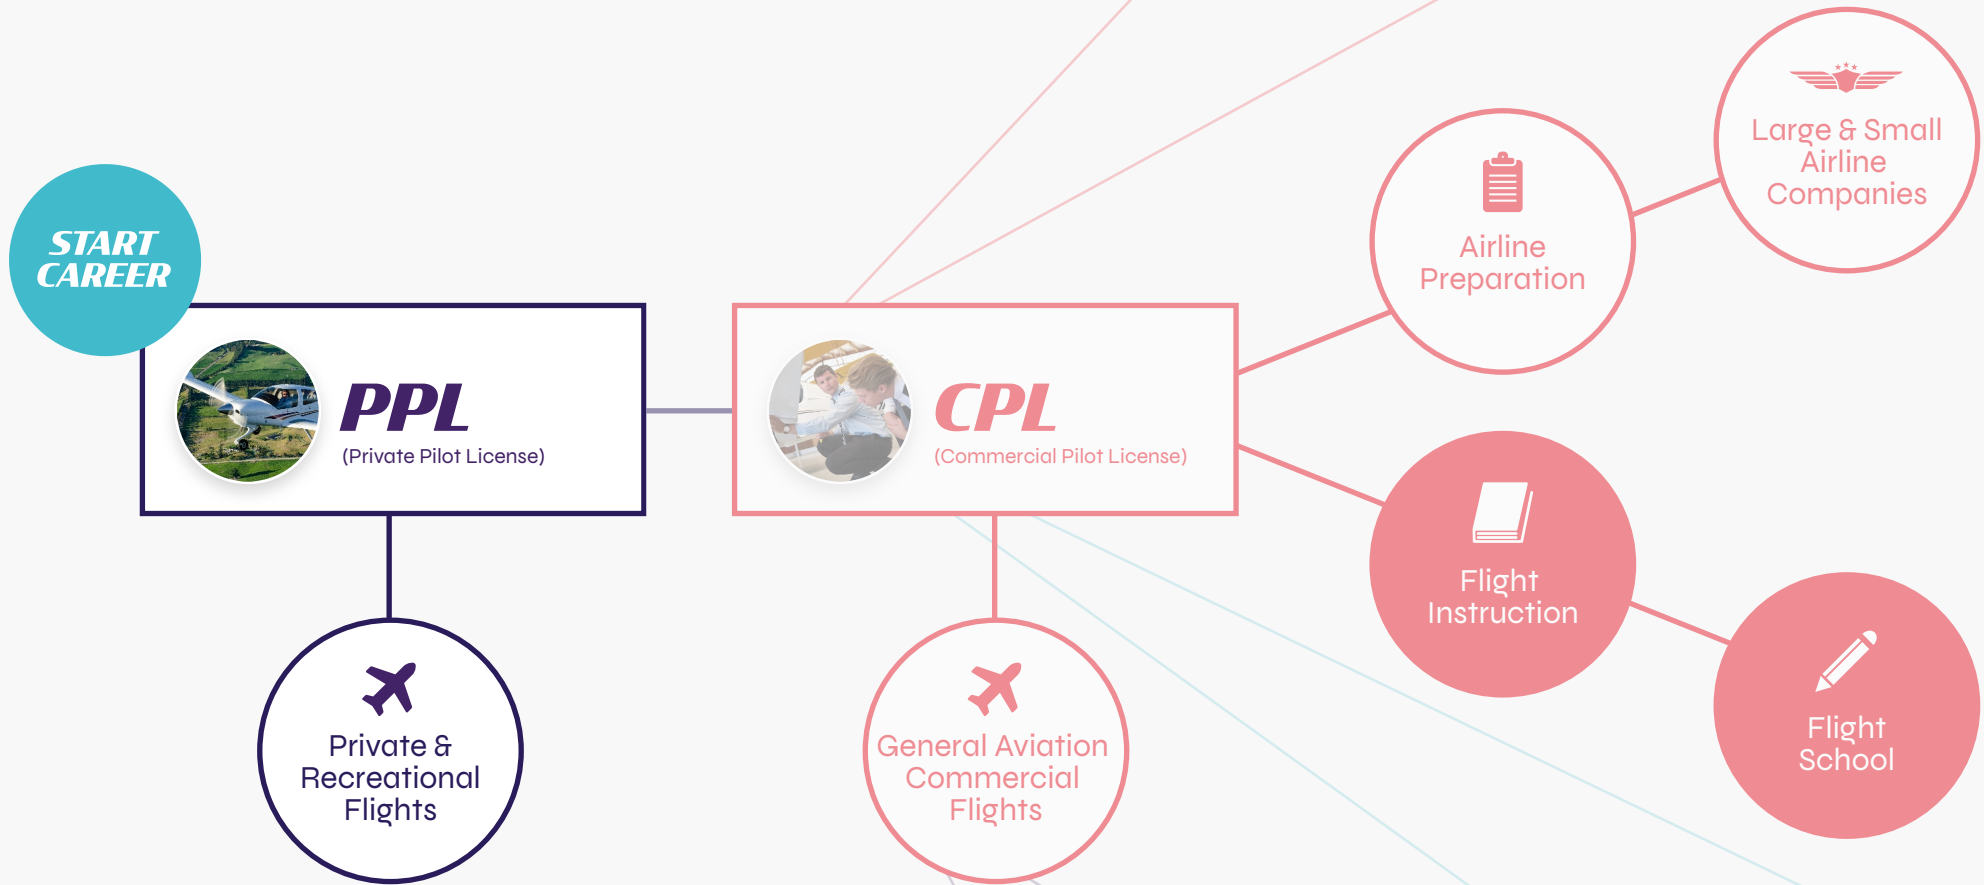 START
CAREER
PPL
(Private Pilot License)
CPL
(Commercial Pilot License)
Private &
Recreational
Flights
General Aviation
Commercial
Flights
Airline
Preparation
Large & Small
Airline
Companies
Flight
Instruction
Flight
School